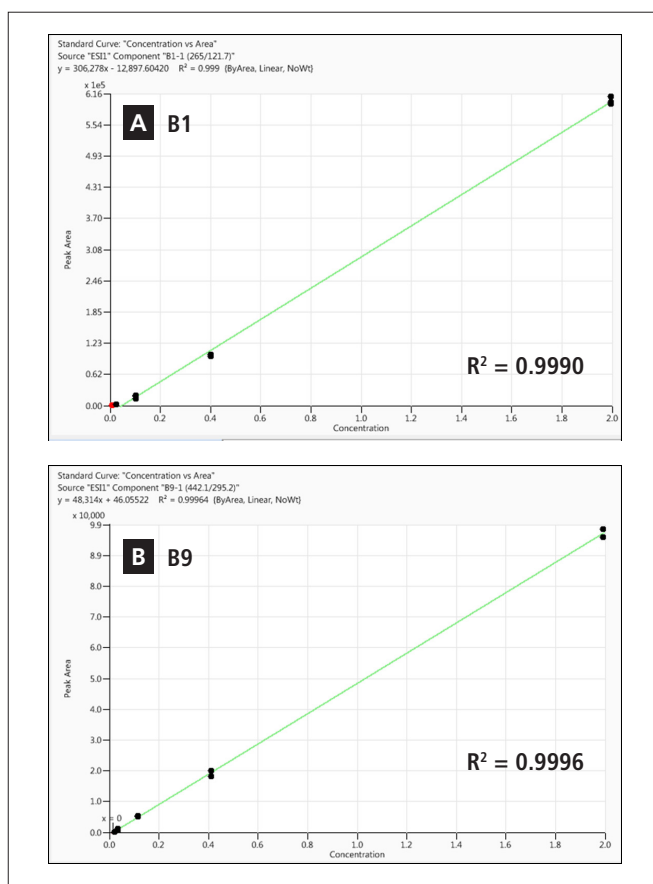 Standard Curve: "Concentration vs Area"
Source "ESI1" Component "B1-1 (265/121.7)"
y = 306,278x - 12,897.60420 R² = 0.999 (ByArea, Linear, NoWt)
x 1e5
6.16
A B1
5.54
4.93
4.31
3.70
Peak Area
3.08
2.46
1.85
1.23
R² = 0.9990
0.62
0.00
0.0 0.2 0.4 0.6 0.8 1.0 1.2 1.4 1.6 1.8 2.0
Concentration
Standard Curve: "Concentration vs Area"
Source "ESI1" Component "B9-1 (442.1/295.2)"
y = 48,314x + 46.05522 R² = 0.99964 (ByArea, Linear, NoWt)
x 10,000
9.9
B B9
8.9
8.0
7.0
6.0
Peak Area
5.0
4.0
3.0
R² = 0.9996
2.0
1.0
x = 0
0.0
0.0 0.2 0.4 0.6 0.8 1.0 1.2 1.4 1.6 1.8 2.0
Concentration